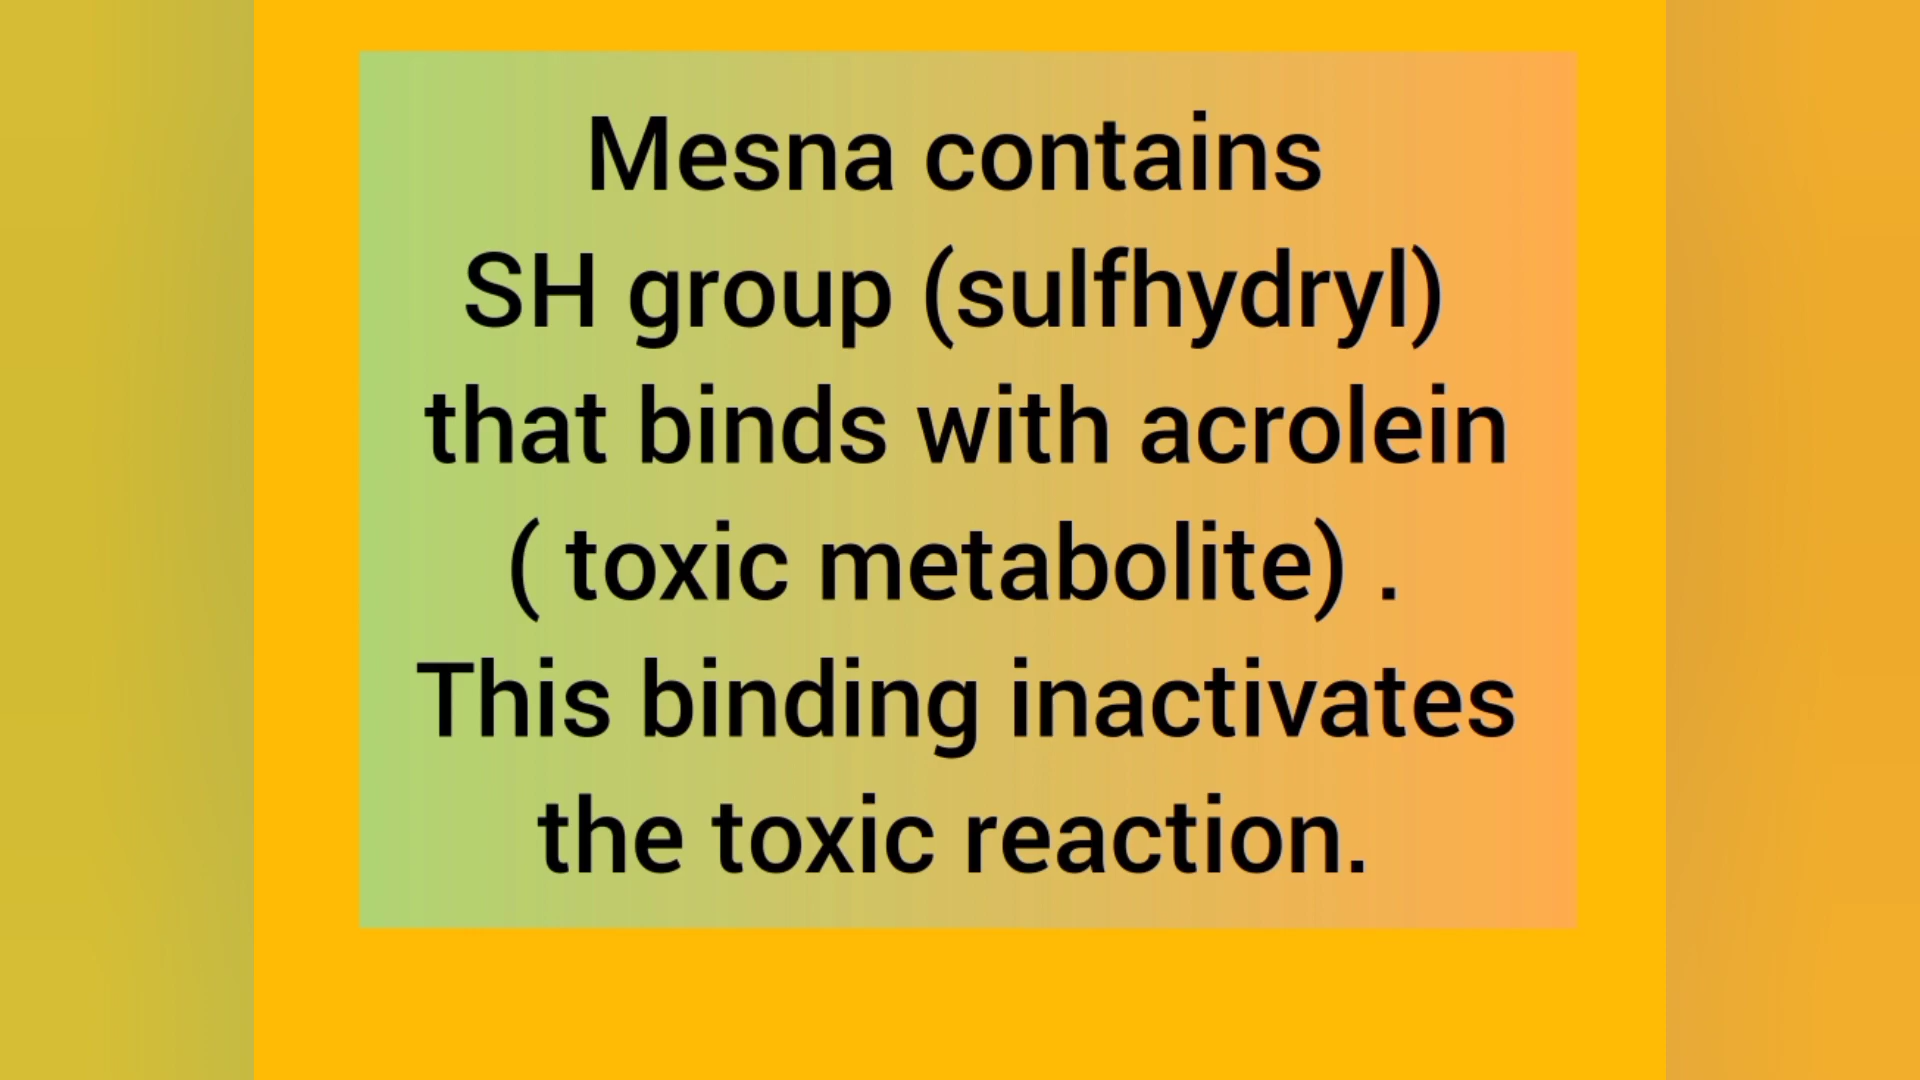 Mesna contains
SH group (sulfhydryl)
that binds with acrolein
( toxic metabolite) .
This binding inactivates
the toxic reaction.